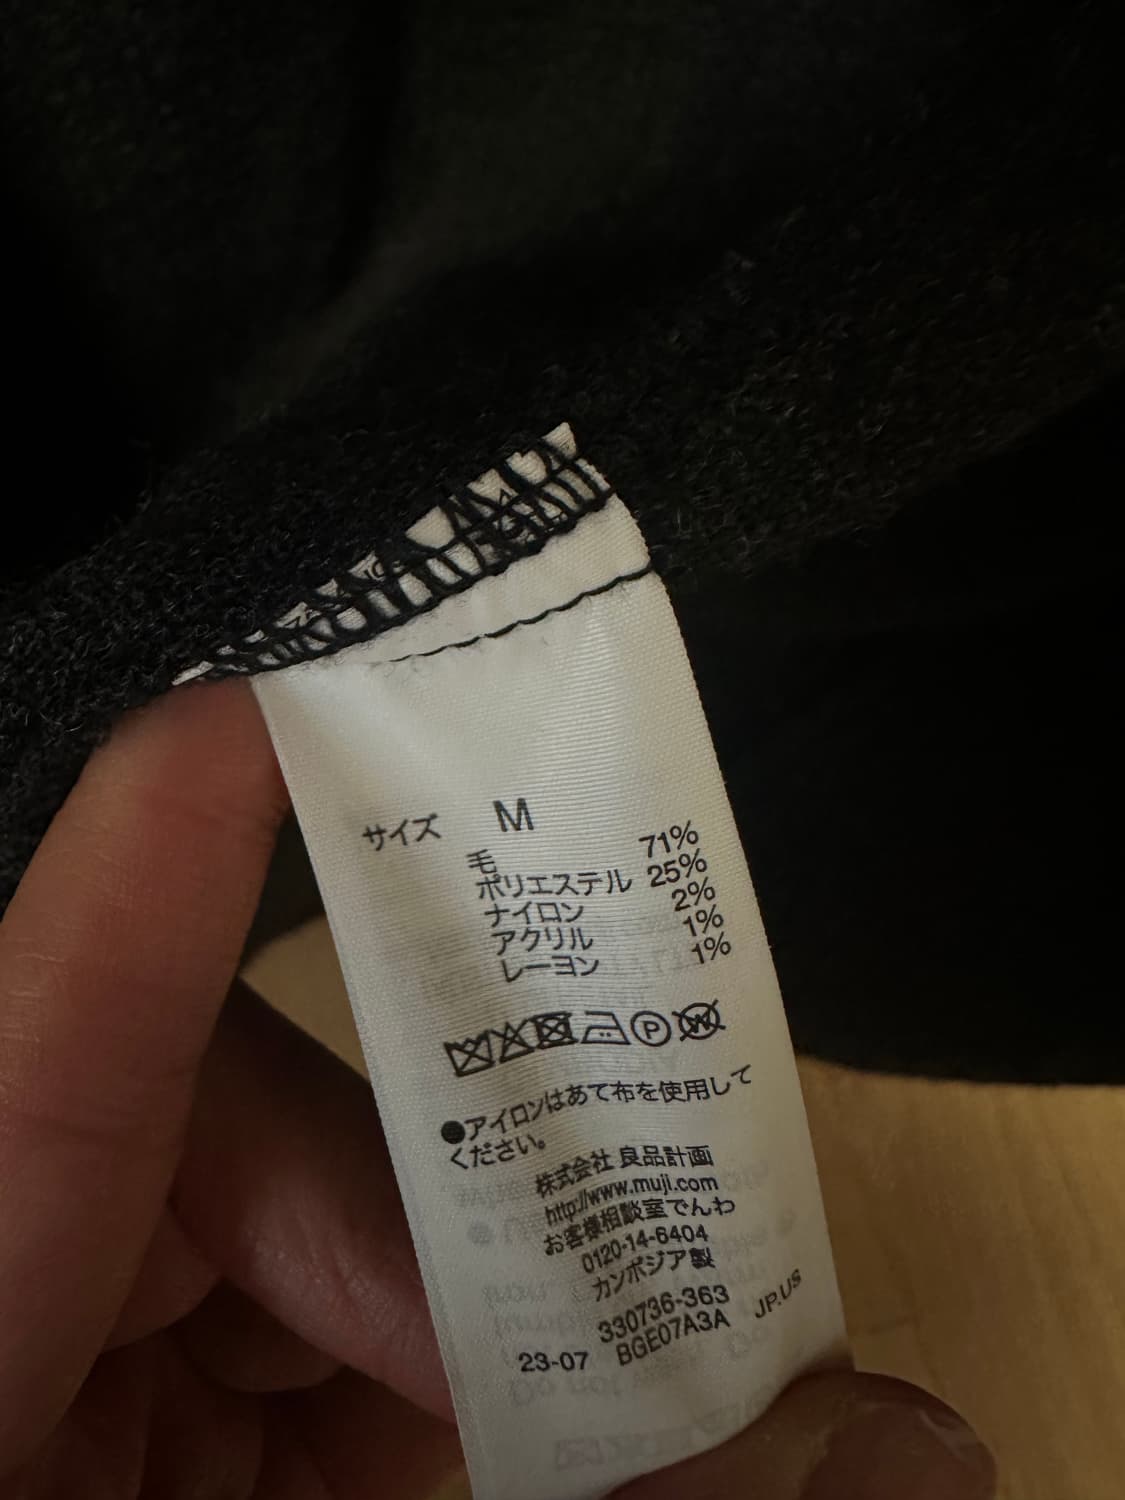 サイズ M
毛 71%
ポリエステル 25%
ナイロン 2%
アクリル 1%
レーヨン 1%
P W
●アイロンはあて布を使用して
ください。
株式会社 良品計画
http://www.muji.com
お客様相談室でんわ
0120-14-6404
カンボジア製
330736-363 JP.US
23-07 BGE07A3A